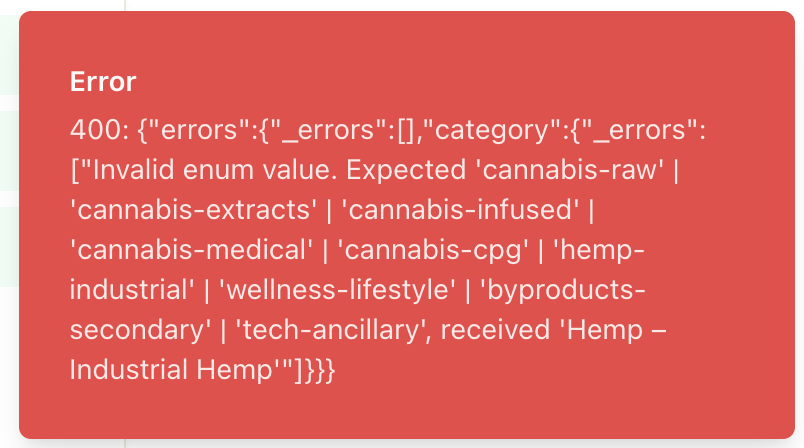 Error
400: {"errors":{"_errors":[],"category":{"_errors":
["Invalid enum value. Expected 'cannabis-raw' |
'cannabis-extracts' | 'cannabis-infused' |
'cannabis-medical' | 'cannabis-cpg' | 'hemp-
industrial' | 'wellness-lifestyle' | 'byproducts-
secondary' | 'tech-ancillary', received 'Hemp –
Industrial Hemp'"]}}}